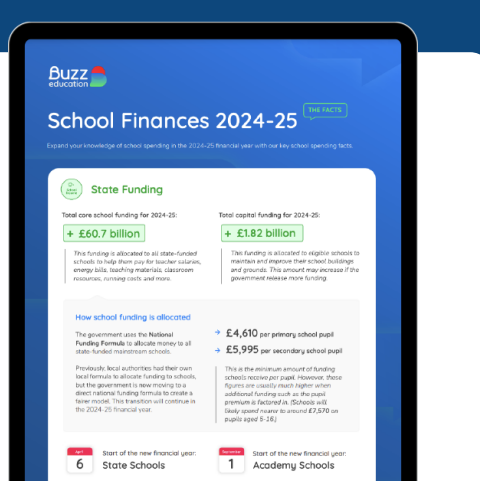 Buzz
education
THE FACTS
School Finances 2024-25
Expand your knowledge of school spending in the 2024-25 financial year with our key school spending facts.
State Funding
Total core school funding for 2024-25:
+ £60.7 billion
This funding is allocated to all state-funded
schools to help them pay for teacher salaries,
energy bills, teaching materials, classroom
resources, running costs and more.
Total capital funding for 2024-25:
+ £1.82 billion
This funding is allocated to eligible schools to
maintain and improve their school buildings
and grounds. This amount may increase if the
government release more funding.
How school funding is allocated
The government uses the National
Funding Formula to allocate money to all
state-funded mainstream schools.
Previously, local authorities had their own
local formula to allocate funding to schools,
but the government is now moving to a
direct national funding formula to create a
fairer model. This transition will continue in
the 2024-25 financial year.
→ £4,610 per primary school pupil
→ £5,995 per secondary school pupil
This is the minimum amount of funding
schools receive per pupil. However, these
figures are usually much higher when
additional funding such as the pupil
premium is factored in. (Schools will
likely spend nearer to around £7,570 on
pupils aged 5-16.)
April
6
Start of the new financial year:
State Schools
September
1
Start of the new financial year:
Academy Schools